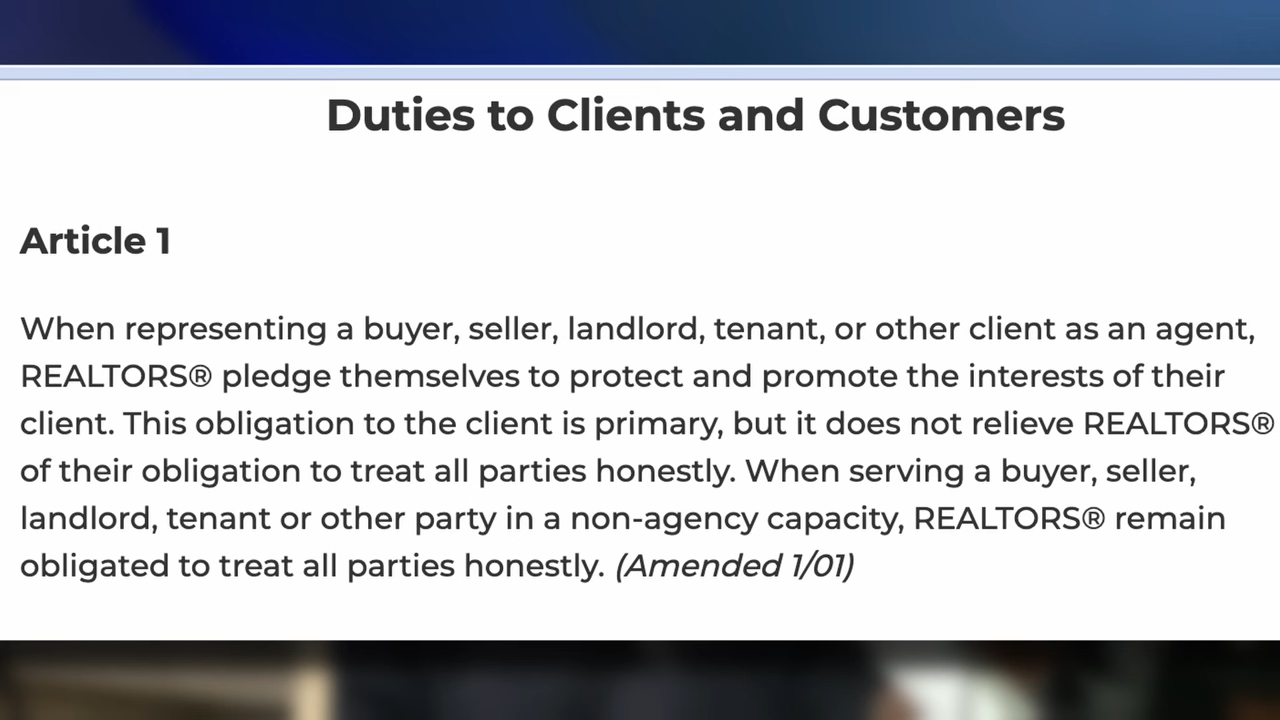 Duties to Clients and Customers
Article 1
When representing a buyer, seller, landlord, tenant, or other client as an agent,
REALTORS® pledge themselves to protect and promote the interests of their
client. This obligation to the client is primary, but it does not relieve REALTORS®
of their obligation to treat all parties honestly. When serving a buyer, seller,
landlord, tenant or other party in a non-agency capacity, REALTORS® remain
obligated to treat all parties honestly. (Amended 1/01)